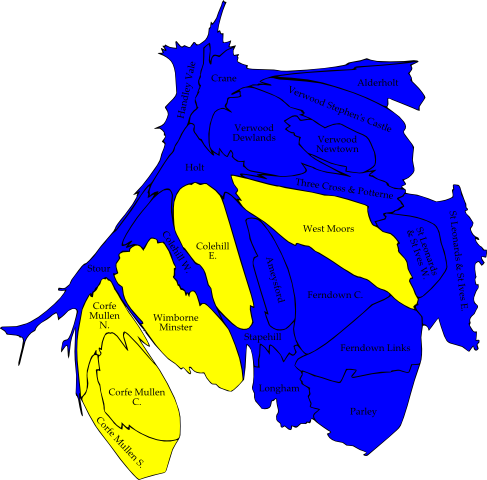 Handley Vale
Crane
Alderholt
Verwood Stephen's Castle
Verwood
Dewlands
Verwood
Newtown
Holt
Three Cross & Potterne
West Moors
St Leonards
& St Ives W.
St Leonards & St Ives E.
Colehill
E.
Stour
Ameysford
Ferndown C.
Corfe
Mullen
N.
Wimborne
Minster
Stapehill
Ferndown Links
Longham
Parley
Corfe Mullen
C.
Corfe Mullen S.